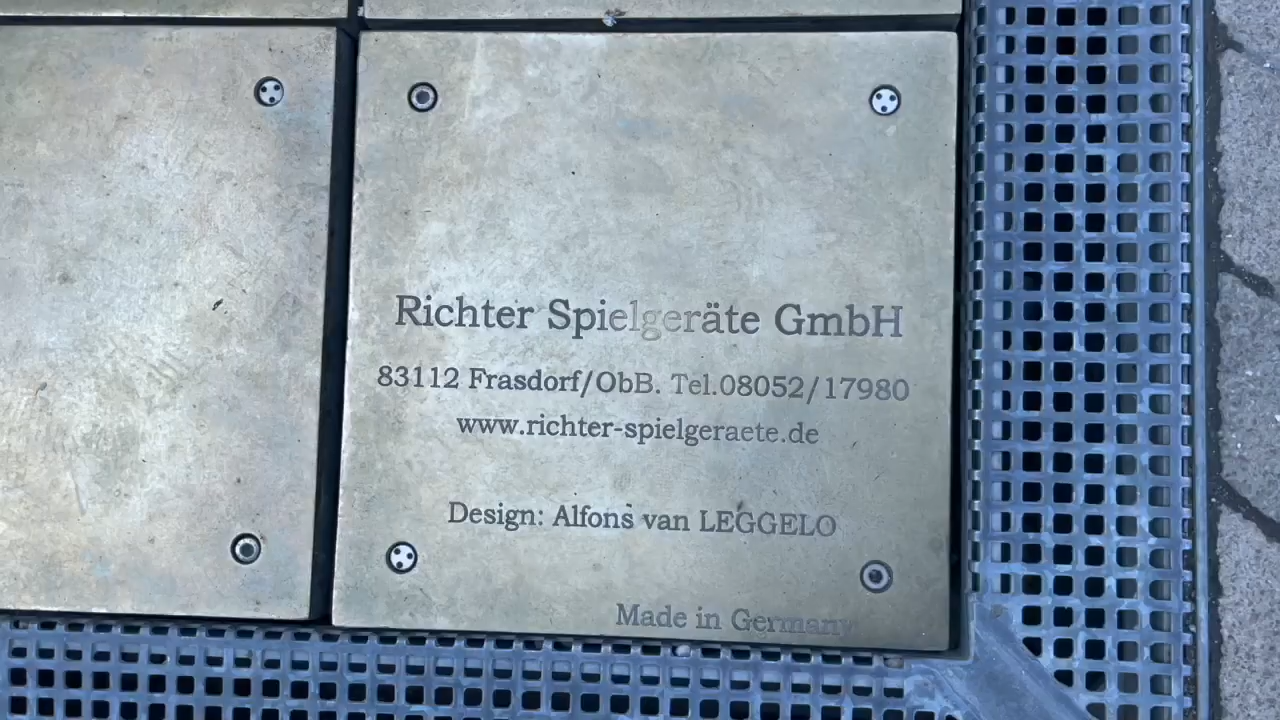 Richter Spielgeräte GmbH
83112 Frasdorf/ObB. Tel.08052/17980
www.richter-spielgeraete.de
Design: Alfons van LEGGELO
Made in Germany